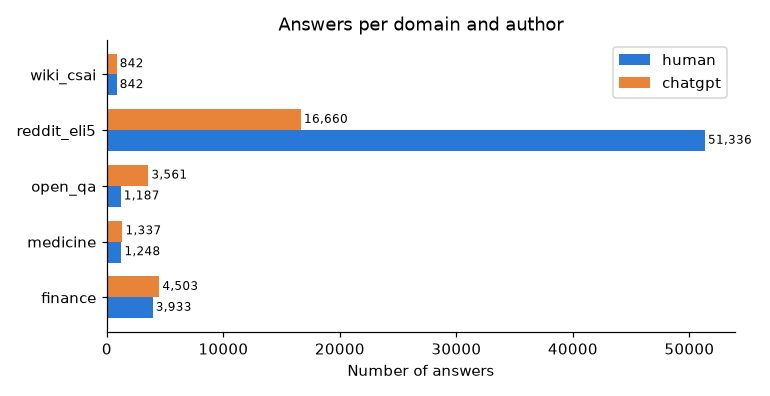 Answers per domain and author
human
chatgpt
wiki_csai
842
842
reddit_eli5
16,660
51,336
open_qa
3,561
1,187
medicine
1,337
1,248
finance
4,503
3,933
0 10000 20000 30000 40000 50000
Number of answers